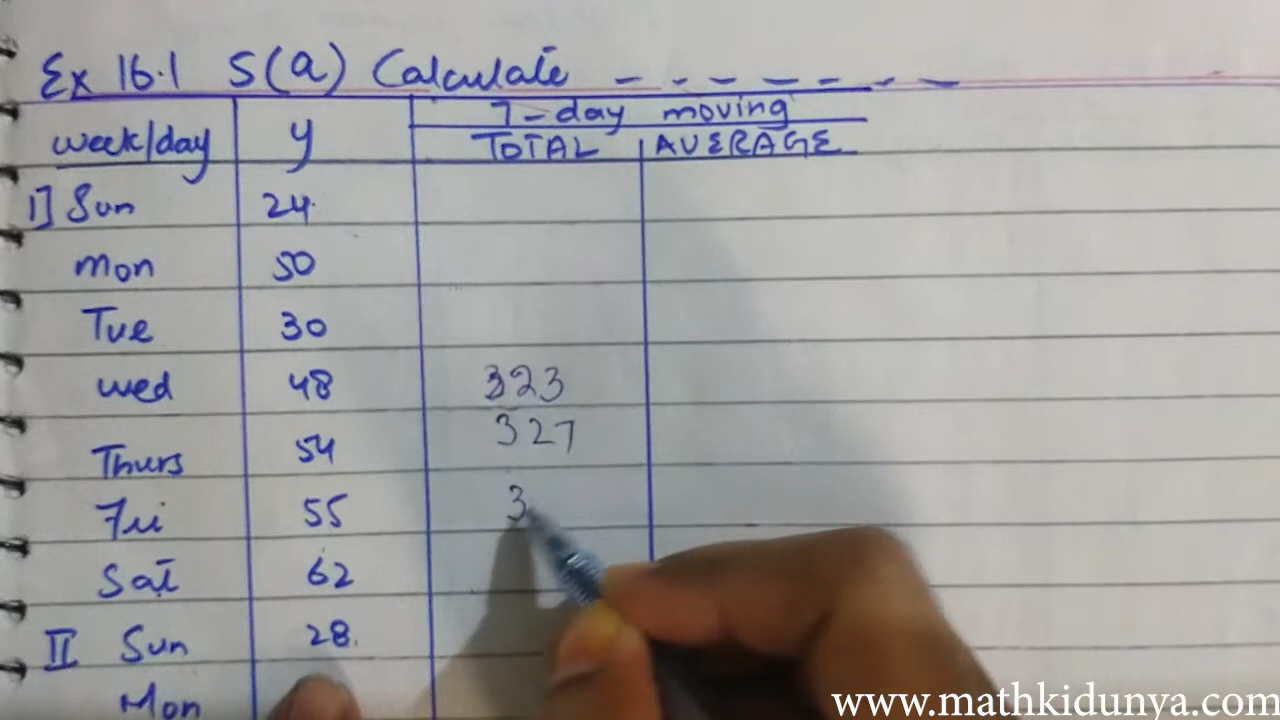 Ex 16.1 5(a) Calculate - - - - - - -
week/day y 7-day moving
TOTAL AVERAGE
1] Sun 24
Mon 50
Tue 30
Wed 48 323
Thurs 54 327
Fri 55 3
Sat 62
II Sun 28
Mon
www.mathkidunya.com